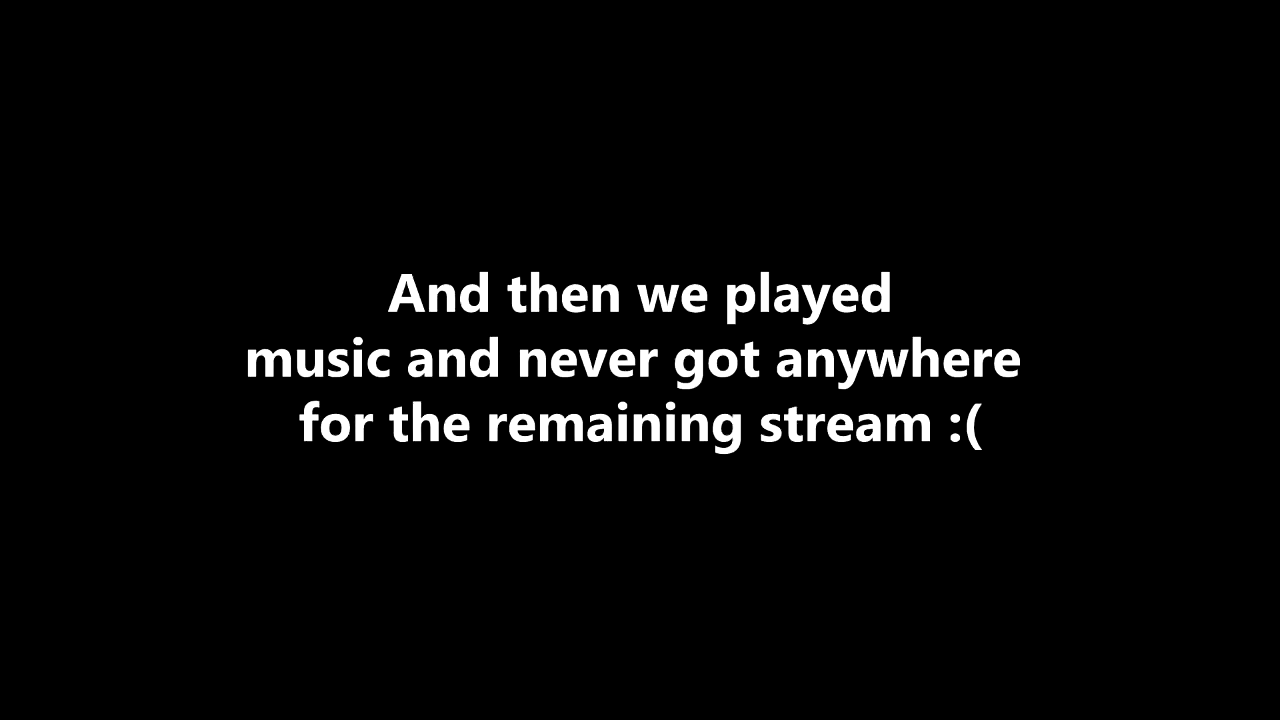 And then we played
music and never got anywhere
for the remaining stream :(